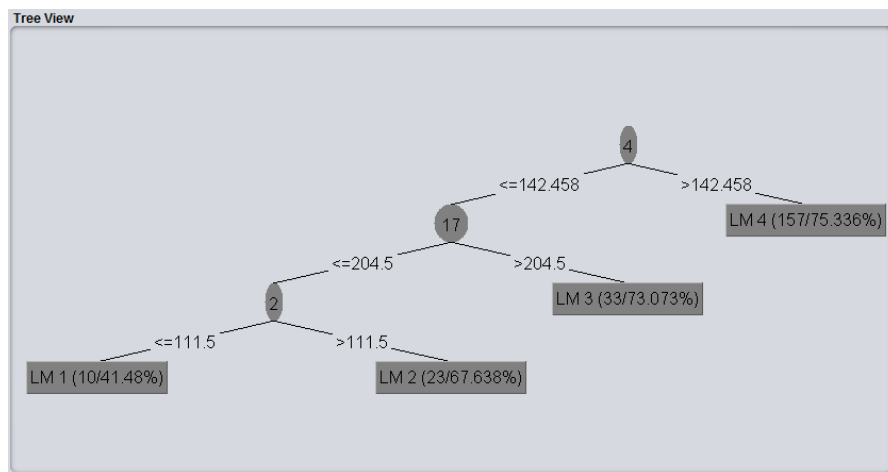 Tree View
4
<=142.458
>142.458
17
LM 4 (157/75.336%)
<=204.5
>204.5
2
LM 3 (33/73.073%)
<=111.5
>111.5
LM 1 (10/41.48%)
LM 2 (23/67.638%)